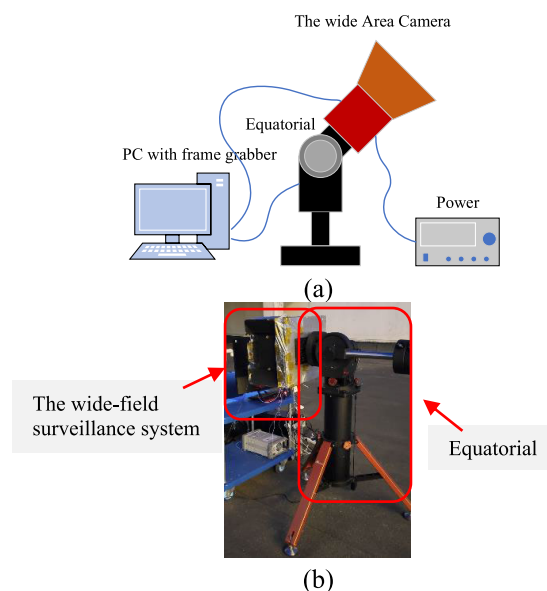 The wide Area Camera
Equatorial
PC with frame grabber
Power
(a)
The wide-field
surveillance system
Equatorial
(b)